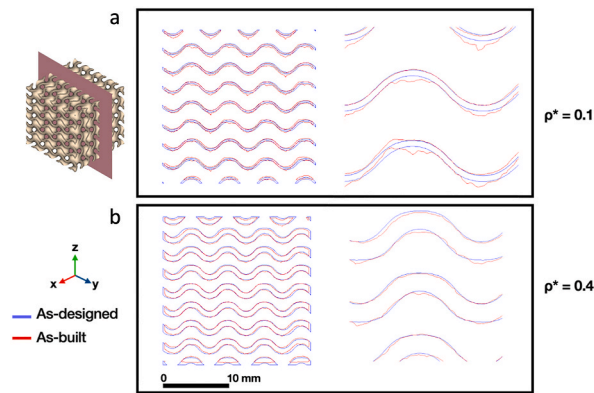 a
ρ* = 0.1
b
z
x
y
ρ* = 0.4
As-designed
As-built
0
10 mm